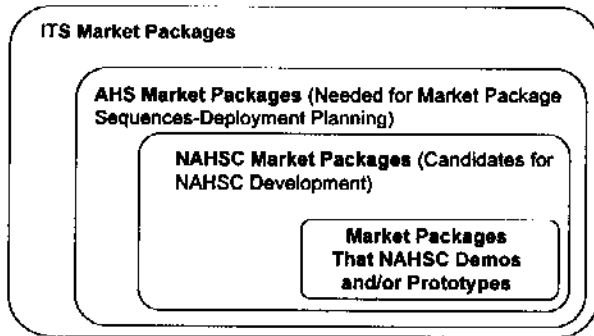 ITS Market Packages
AHS Market Packages (Needed for Market Package
Sequences-Deployment Planning)
NAHSC Market Packages (Candidates for
NAHSC Development)
Market Packages
That NAHSC Demos
and/or Prototypes